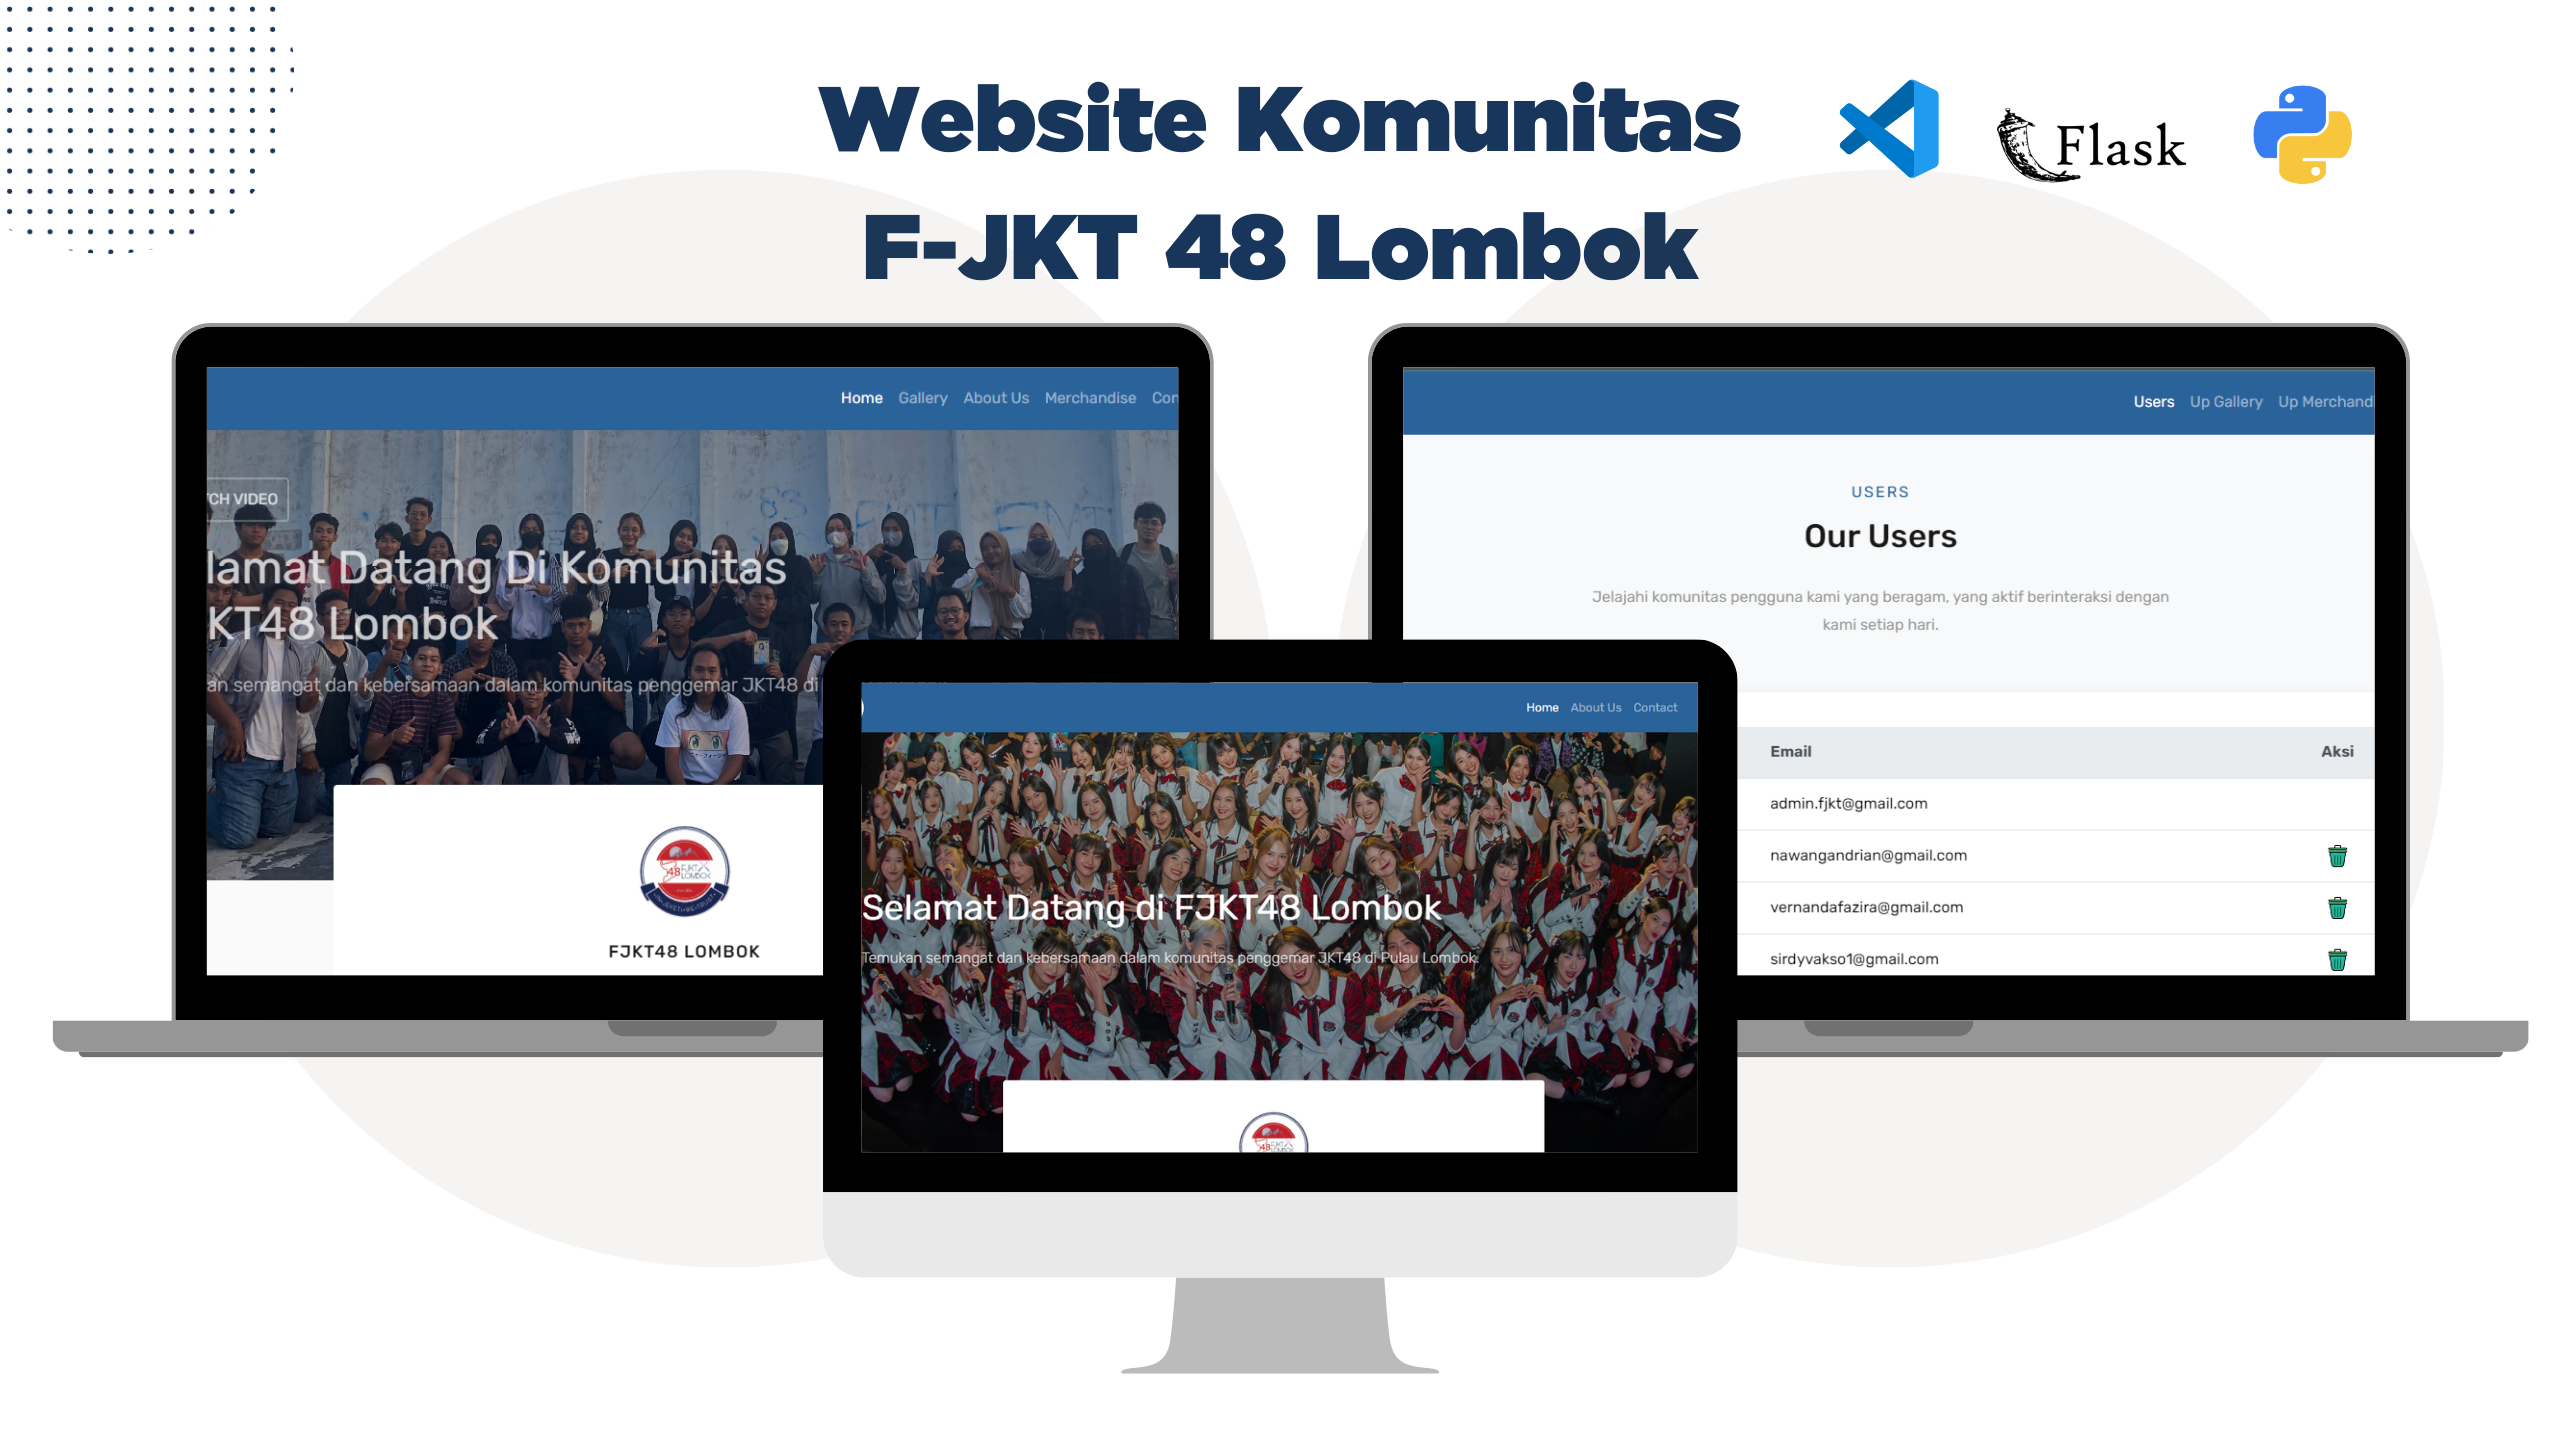 Website Komunitas
F-JKT 48 Lombok
Flask
Home Gallery About Us Merchandise Con
TCH VIDEO
lamat Datang Di Komunitas
KT48 Lombok
an semangat dan kebersamaan dalam komunitas penggemar JKT48 di
48 FJKT
LOMBOK
FJKT48 LOMBOK
Home About Us Contact
Selamat Datang di FJKT48 Lombok
Temukan semangat dan kebersamaan dalam komunitas penggemar JKT48 di Pulau Lombok.
Users Up Gallery Up Merchand
USERS
Our Users
Jelajahi komunitas pengguna kami yang beragam, yang aktif berinteraksi dengan
kami setiap hari.
Email Aksi
admin.fjkt@gmail.com
nawangandrian@gmail.com
vernandafazira@gmail.com
sirdyvakso1@gmail.com